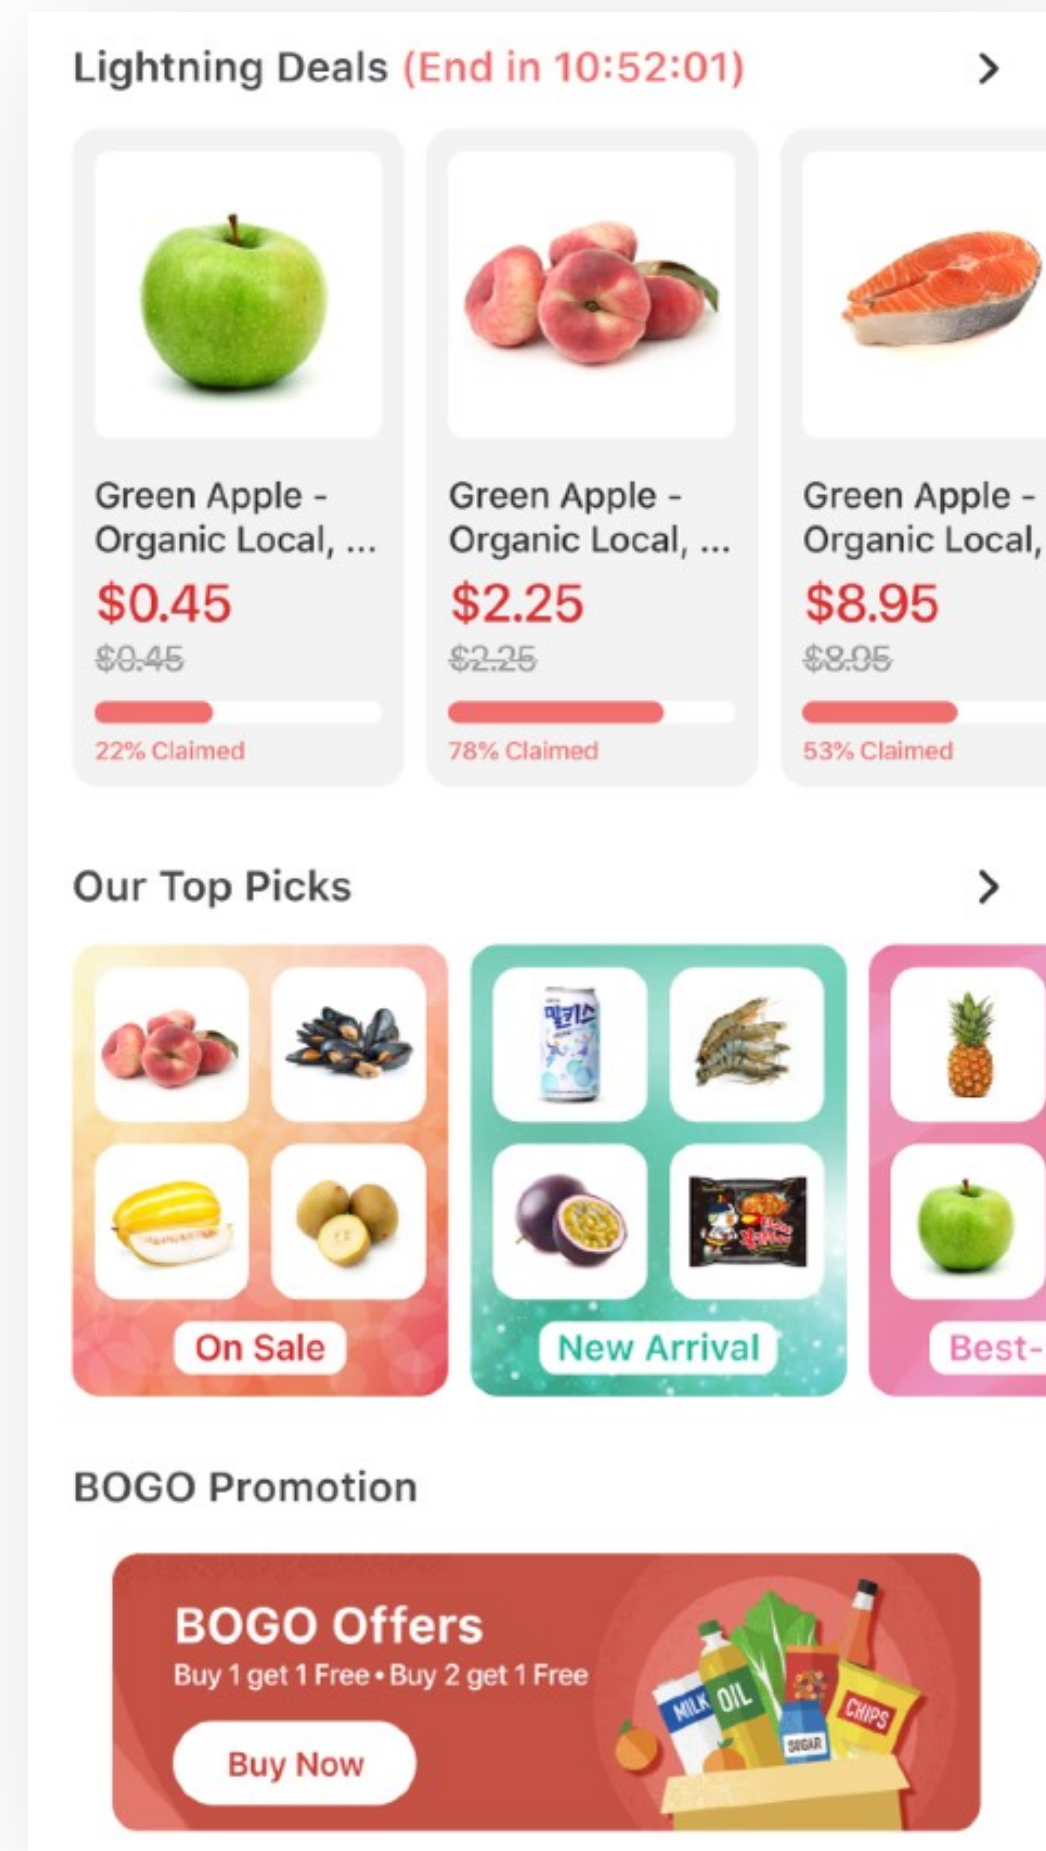 Lightning Deals (End in 10:52:01)
Green Apple -
Organic Local, ...
$0.45
$0.45
22% Claimed
Green Apple -
Organic Local, ...
$2.25
$2.25
78% Claimed
Green Apple -
Organic Local,
$8.95
$8.95
53% Claimed
Our Top Picks
밀키스
On Sale
New Arrival
Best-
BOGO Promotion
BOGO Offers
Buy 1 get 1 Free • Buy 2 get 1 Free
MILK
OIL
SUGAR
CHIPS
Buy Now